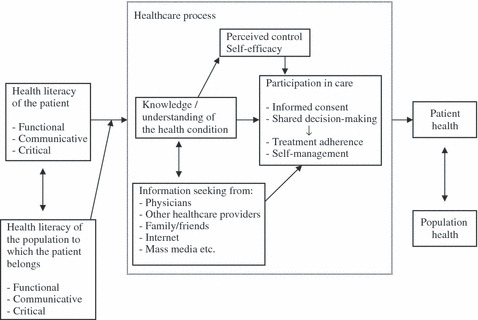 Healthcare process
Perceived control
Self-efficacy
Health literacy
of the patient
- Functional
- Communicative
- Critical
Knowledge /
understanding
of the health condition
Participation in care
- Informed consent
- Shared decision-making
- Treatment adherence
- Self-management
Patient
health
Information seeking from:
- Physicians
- Other healthcare providers
- Family/friends
- Internet
- Mass media etc.
Health literacy of
the population to
which the patient
belongs
- Functional
- Communicative
- Critical
Population
health